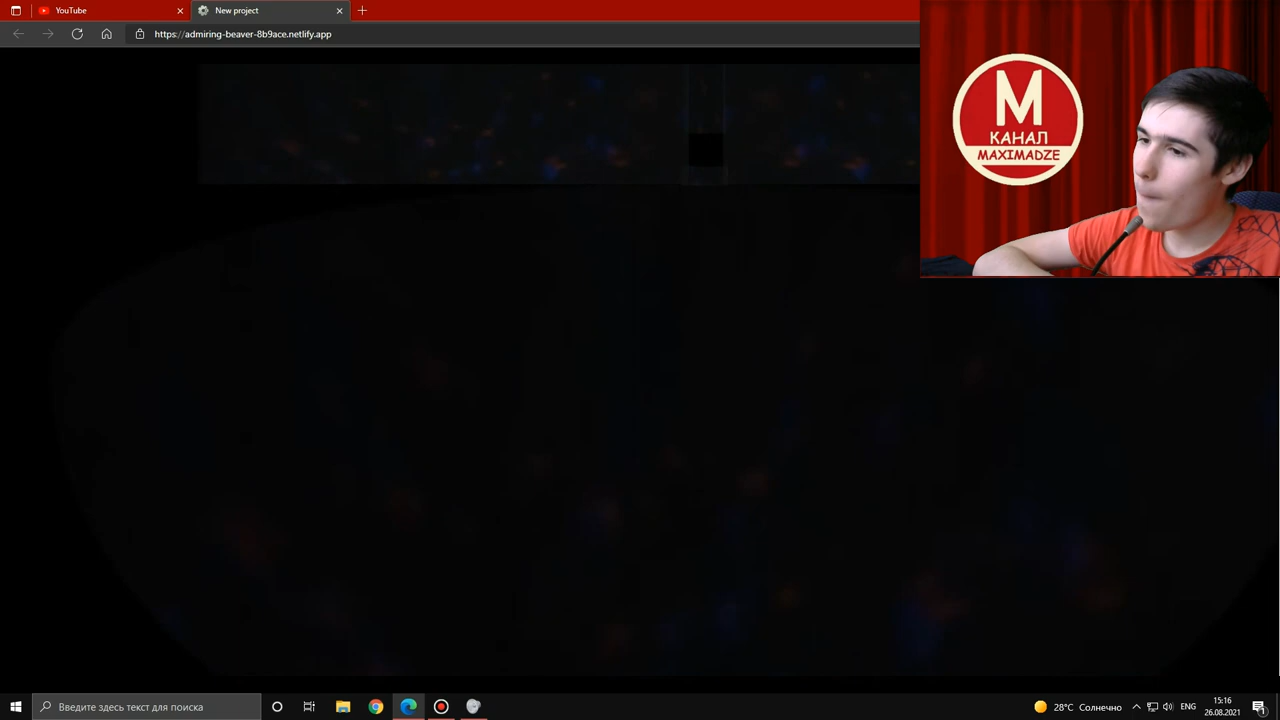 YouTube
New project
https://admiring-beaver-8b9ace.netlify.app
М
КАНАЛ
MAXIMADZE
Введите здесь текст для поиска
28°C Солнечно
ENG
15:16
26.08.2021
1